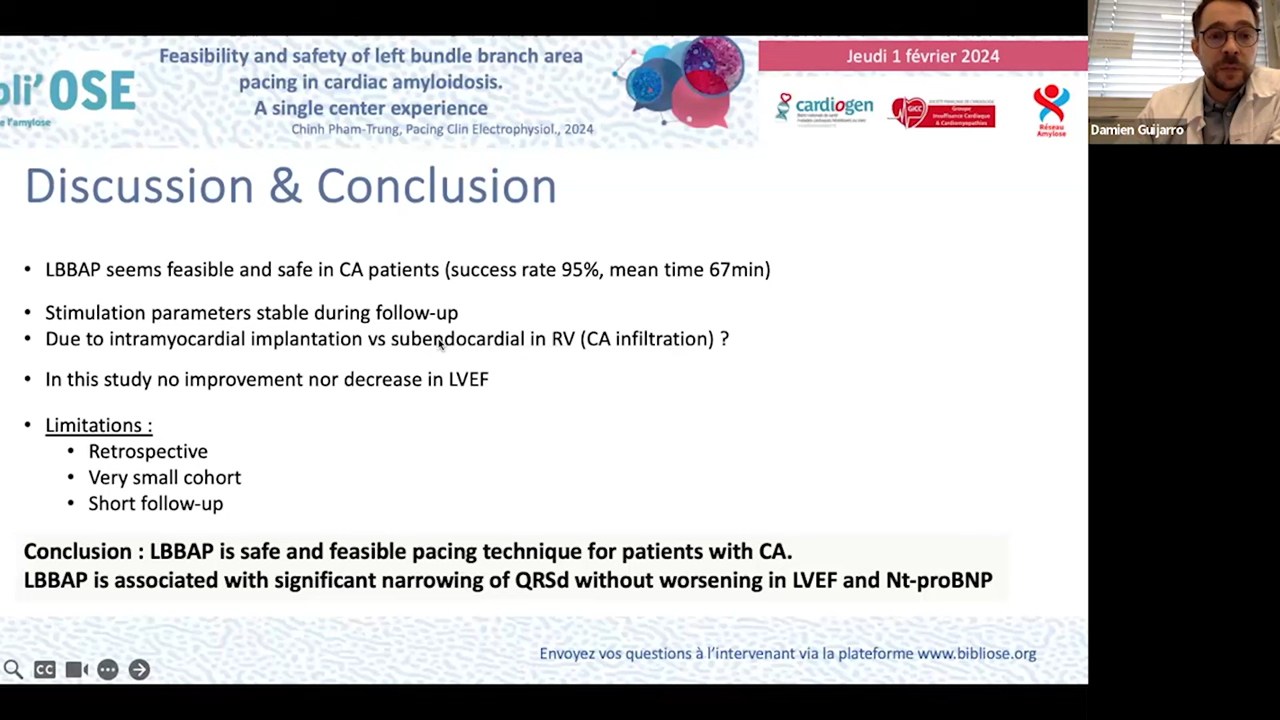 Feasibility and safety of left bundle branch area
pacing in cardiac amyloidosis.
A single center experience
Chinh Pham-Trung, Pacing Clin Electrophysiol., 2024
oli'OSE
e l'amylose
Jeudi 1 février 2024
cardiogen
GICC
Insuffisance Cardiaque
& Cardiomyopathies
Réseau
Amylose
Damien Guijarro
Discussion & Conclusion
• LBBAP seems feasible and safe in CA patients (success rate 95%, mean time 67min)
• Stimulation parameters stable during follow-up
• Due to intramyocardial implantation vs subendocardial in RV (CA infiltration) ?
• In this study no improvement nor decrease in LVEF
• Limitations :
• Retrospective
• Very small cohort
• Short follow-up
Conclusion : LBBAP is safe and feasible pacing technique for patients with CA.
LBBAP is associated with significant narrowing of QRSd without worsening in LVEF and Nt-proBNP
Envoyez vos questions à l'intervenant via la plateforme www.bibliose.org
CC